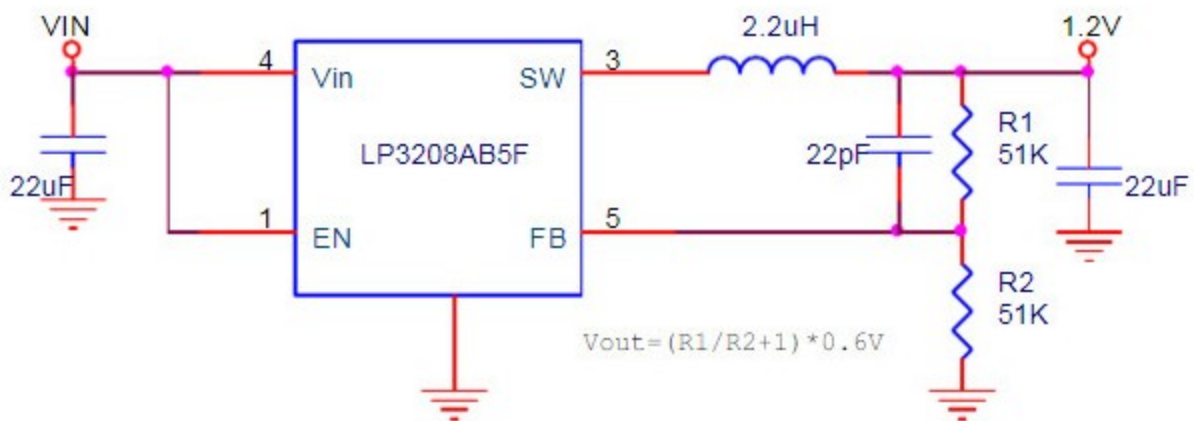 VIN
2.2uH
1.2V
4
3
Vin
SW
R1
51K
LP3208AB5F
22pF
22uF
22uF
1
5
EN
FB
R2
51K
Vout=(R1/R2+1)*0.6V